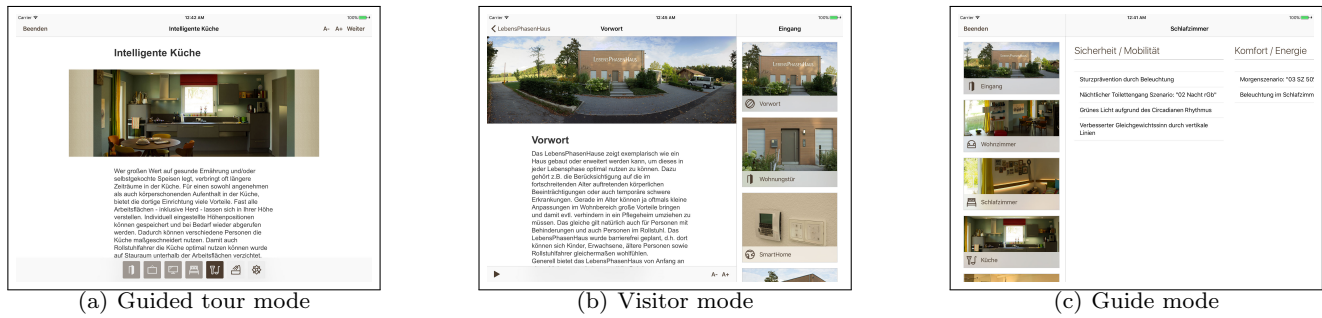 Carrier 12:42 AM 100%
Beenden Intelligente Küche A- A+ Weiter
Intelligente Küche
Wer großen Wert auf gesunde Ernährung und/oder
selbstgekochte Speisen legt, verbringt oft längere
Zeiträume in der Küche. Für einen sowohl angenehmen
als auch körperschonenden Aufenthalt in der Küche,
bietet die dortige Einrichtung viele Vorteile. Fast alle
Arbeitsflächen - inklusive Herd - lassen sich in Ihrer Höhe
verstellen. Individuell eingestellte Höhenpositionen
können gespeichert und bei Bedarf wieder abgerufen
werden. Dadurch können verschiedene Personen die
Küche maßgeschneidert nutzen. Damit auch
Rollstuhlfahrer die Küche optimal nutzen können wurde
auf Stauraum unterhalb der Arbeitsflächen verzichtet.
(a) Guided tour mode
Carrier 12:45 AM 100%
LebensPhasenHaus Vorwort Eingang
LebensPhasenHaus
Vorwort
Das LebensPhasenHause zeigt exemplarisch wie ein
Haus gebaut oder erweitert werden kann, um dieses in
jeder Lebensphase optimal nutzen zu können. Dazu
gehört z.B. die Berücksichtigung auf die im
fortschreitenden Alter auftretenden körperlichen
Beeinträchtigungen oder auch temporäre schwere
Erkrankungen. Gerade im Alter können ja oftmals kleine
Anpassungen im Wohnbereich große Vorteile bringen
und damit evtl. verhindern in ein Pflegeheim umziehen zu
müssen. Das gleiche gilt natürlich auch für Personen mit
Behinderungen und auch Personen im Rollstuhl. Das
LebensPhasenHaus wurde barrierefrei geplant, d.h. dort
können sich Kinder, Erwachsene, ältere Personen sowie
Rollstuhlfahrer gleichermaßen wohlfühlen.
Generell bietet das LebensPhasenHaus von Anfang an
A- A+
LebensPhasenHaus
Vorwort
Wohnungstür
SmartHome
(b) Visitor mode
Carrier 12:41 AM 100%
Beenden Schlafzimmer
Eingang
Wohnzimmer
Schlafzimmer
Küche
Sicherheit / Mobilität
Sturzprävention durch Beleuchtung
Nächtlicher Toilettengang Szenario: "02 Nacht rGb"
Grünes Licht aufgrund des Circadianen Rhythmus
Verbesserter Gleichgewichtssinn durch vertikale
Linien
Komfort / Energie
Morgenszenario: "03 SZ 50
Beleuchtung im Schlafzimm
(c) Guide mode